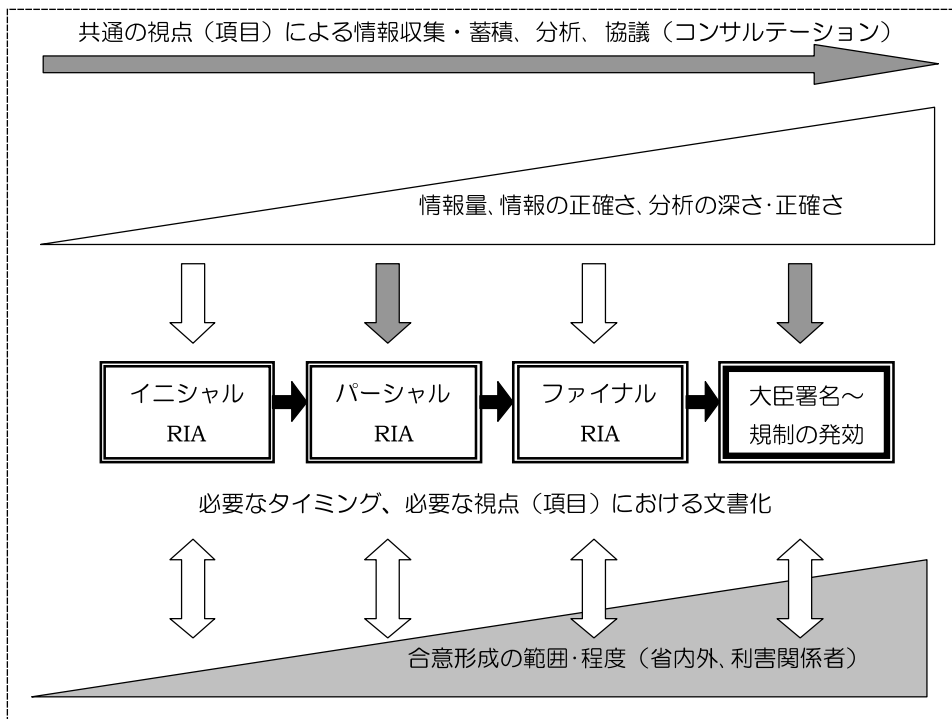 共通の視点（項目）による情報収集・蓄積、分析、協議（コンサルテーション）
情報量、情報の正確さ、分析の深さ・正確さ
イニシャル
RIA
パーシャル
RIA
ファイナル
RIA
大臣署名～
規制の発効
必要なタイミング、必要な視点（項目）における文書化
合意形成の範囲・程度（省内外、利害関係者）